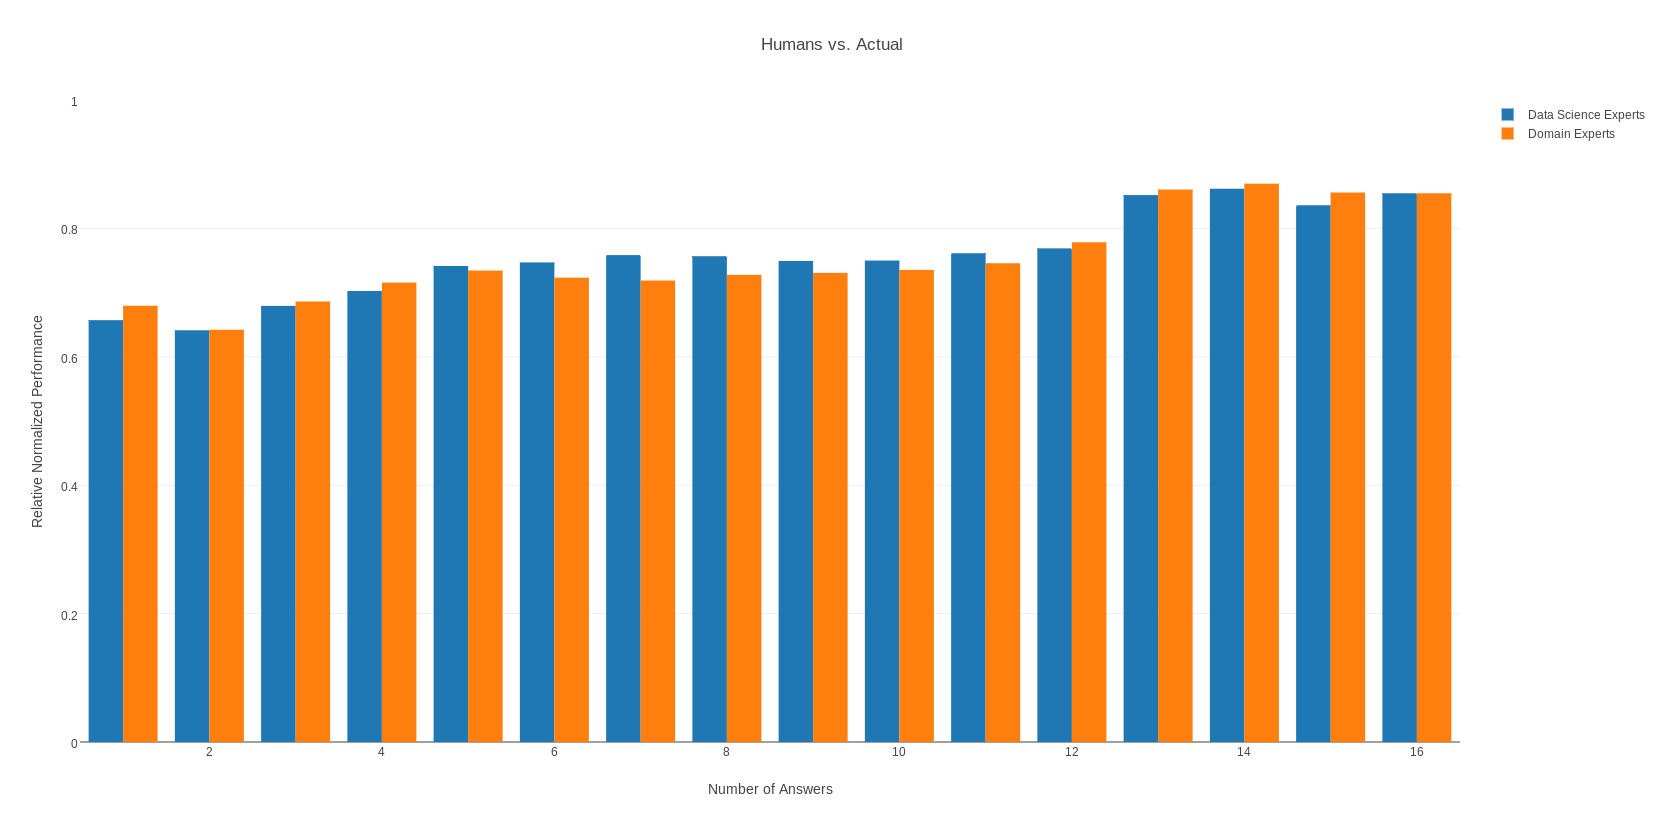 Humans vs. Actual
1
0.8
0.6
0.4
0.2
0
Relative Normalized Performance
2 4 6 8 10 12 14 16
Number of Answers
Data Science Experts
Domain Experts